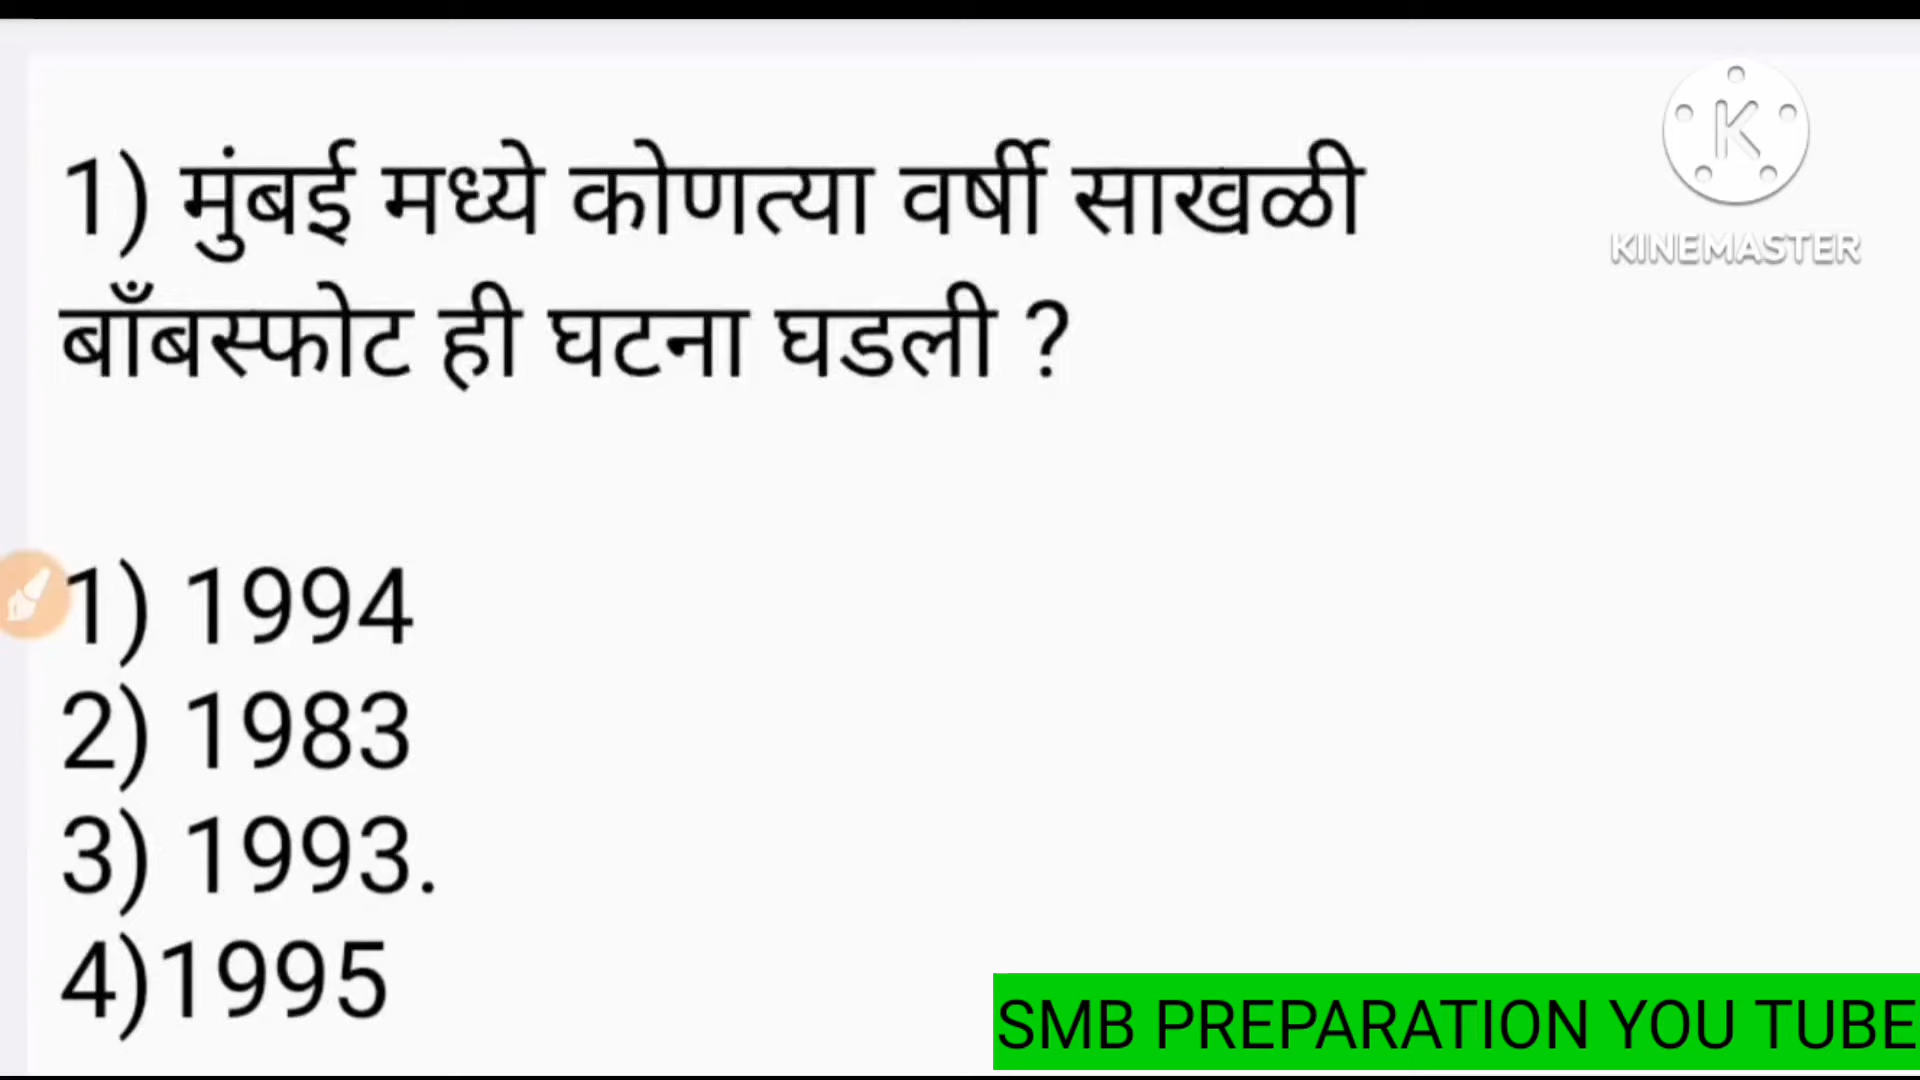 1) मुंबई मध्ये कोणत्या वर्षी साखळी
बाँबस्फोट ही घटना घडली ?
1) 1994
2) 1983
3) 1993.
4)1995
K
KINEMASTER
SMB PREPARATION YOU TUBE